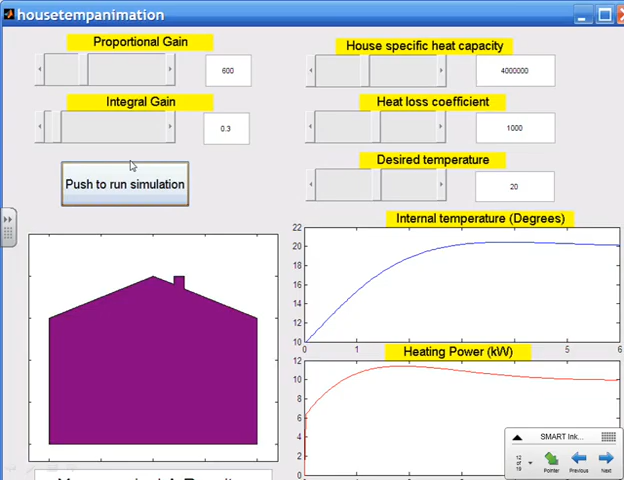 housetempanimation
Proportional Gain
600
Integral Gain
0.3
Push to run simulation
House specific heat capacity
4000000
Heat loss coefficient
1000
Desired temperature
20
Internal temperature (Degrees)
22
20
18
16
14
12
10
0
1
2
5
6
Heating Power (kW)
12
10
8
6
4
2
0
SMART Ink...
12
of
Pointer
Previous
Next